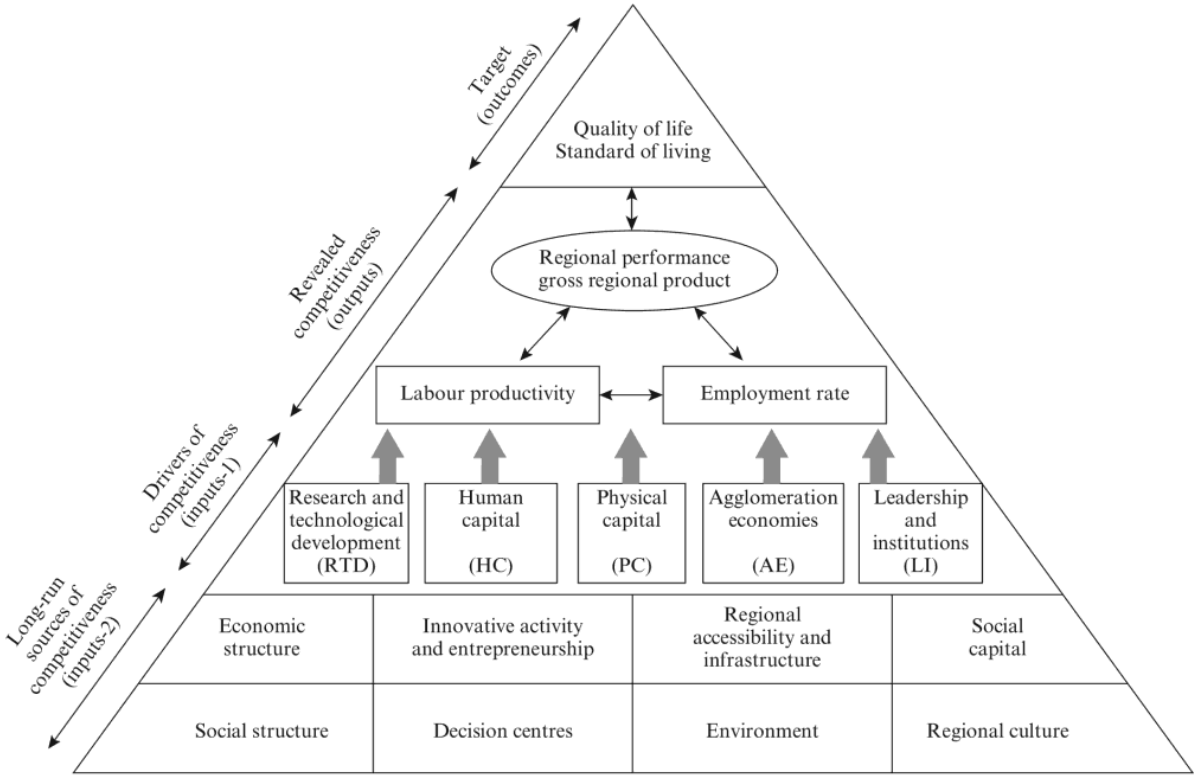 Target
(outcomes)
Quality of life
Standard of living
Revealed
competitiveness
(outputs)
Regional performance
gross regional product
Labour productivity
Employment rate
Drivers of
competitiveness
(inputs-1)
Research and
technological
development
(RTD)
Human
capital
(HC)
Physical
capital
(PC)
Agglomeration
economies
(AE)
Leadership
and
institutions
(LI)
Long-run
sources of
competitiveness
(inputs-2)
Economic
structure
Innovative activity
and entrepreneurship
Regional
accessibility and
infrastructure
Social
capital
Social structure
Decision centres
Environment
Regional culture